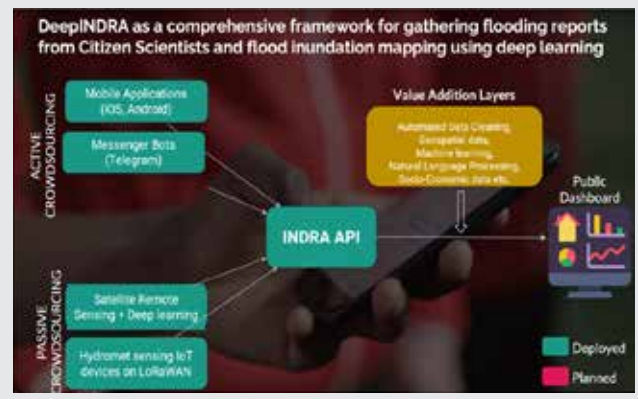 DeepINDRA as a comprehensive framework for gathering flooding reports
from Citizen Scientists and flood inundation mapping using deep learning
ACTIVE
CROWDSOURCING
Mobile Applications
(iOS, Android)
Messenger Bots
(Telegram)
Value Addition Layers
Automated Data Cleaning,
Geospatial data,
Machine learning,
Natural Language Processing,
Socio-Economic data etc.
INDRA API
Public
Dashboard
PASSIVE
CROWDSOURCING
Satellite Remote
Sensing + Deep learning
Hydromet sensing IoT
devices on LoRaWAN
Deployed
Planned